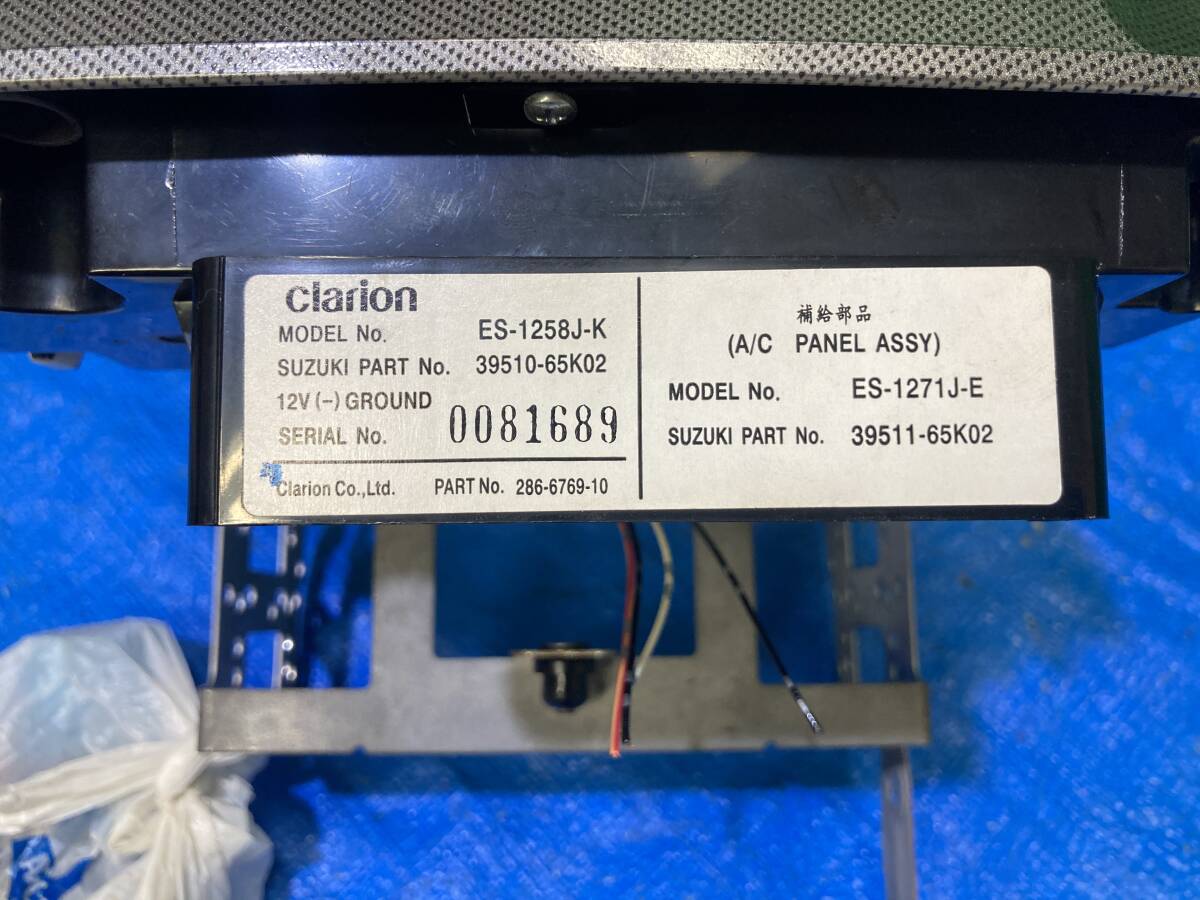 clarion
MODEL No. ES-1258J-K
SUZUKI PART No. 39510-65K02
12V (-) GROUND
SERIAL No. 0081689
Clarion Co.,Ltd. PART No. 286-6769-10
補給部品
(A/C PANEL ASSY)
MODEL No. ES-1271J-E
SUZUKI PART No. 39511-65K02